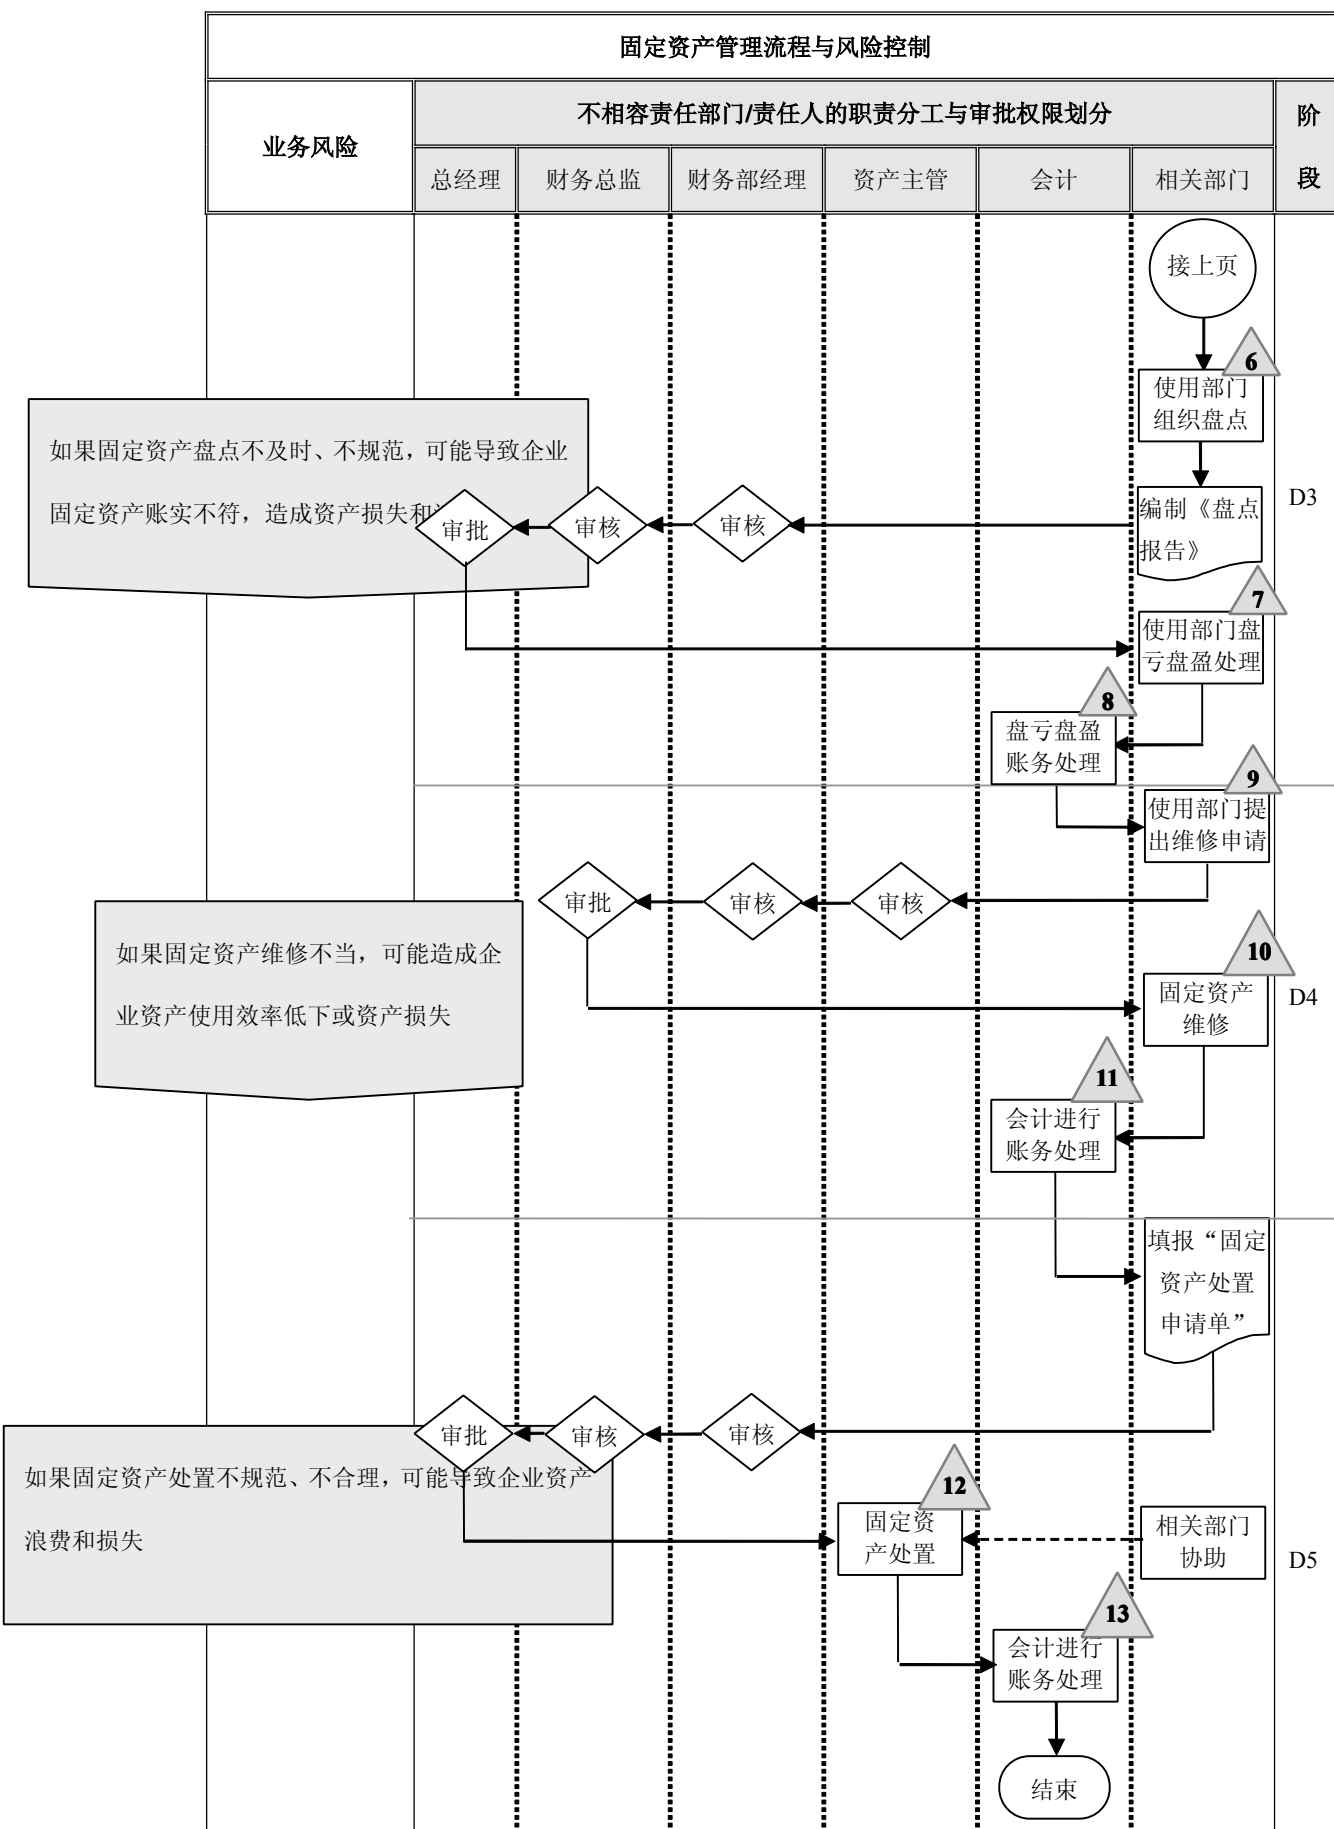 固定资产管理流程与风险控制
业务风险
不相容责任部门/责任人的职责分工与审批权限划分
阶
段
总经理
财务总监
财务部经理
资产主管
会计
相关部门
接上页
6
使用部门
组织盘点
如果固定资产盘点不及时、不规范，可能导致企业
固定资产账实不符，造成资产损失和
审批
审核
审核
编制《盘点
报告》
D3
7
使用部门盘
亏盘盈处理
8
盘亏盘盈
账务处理
9
使用部门提
出维修申请
审批
审核
审核
如果固定资产维修不当，可能造成企
业资产使用效率低下或资产损失
10
固定资产
维修
D4
11
会计进行
账务处理
填报“固定
资产处置
申请单”
审批
审核
审核
如果固定资产处置不规范、不合理，可能导致企业资产
浪费和损失
12
固定资
产处置
相关部门
协助
D5
13
会计进行
账务处理
结束